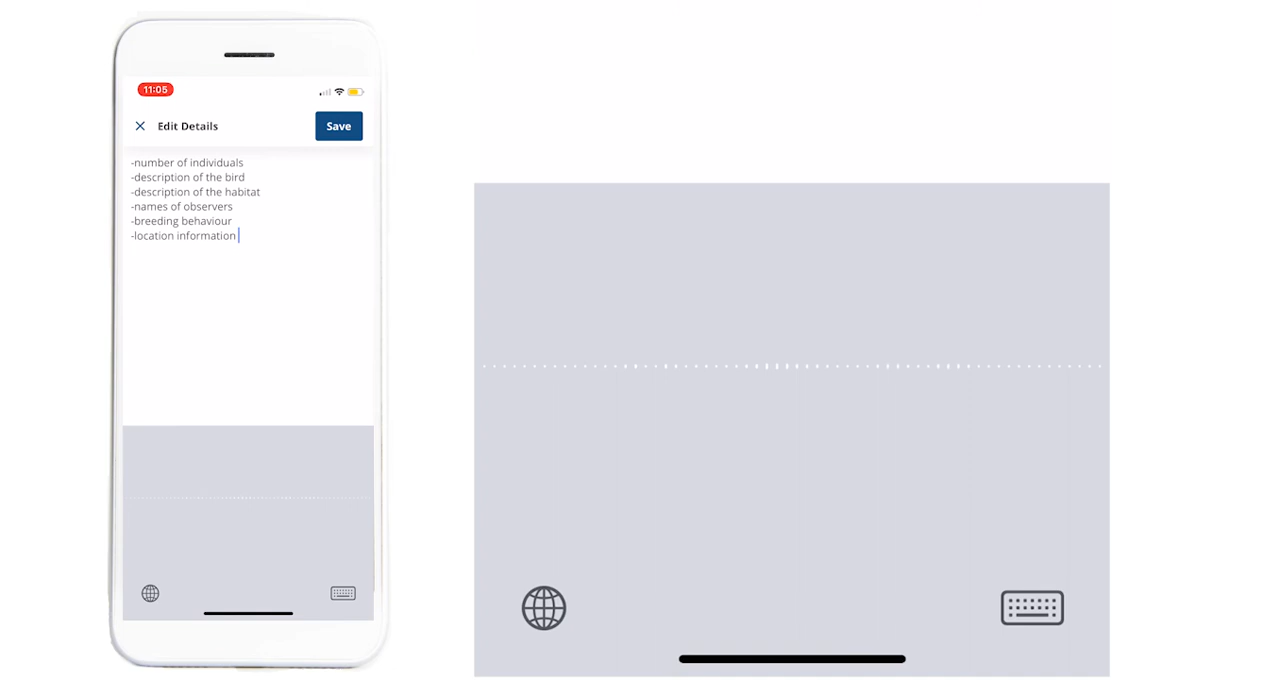 11:05
Edit Details
Save
-number of individuals
-description of the bird
-description of the habitat
-names of observers
-breeding behaviour
-location information